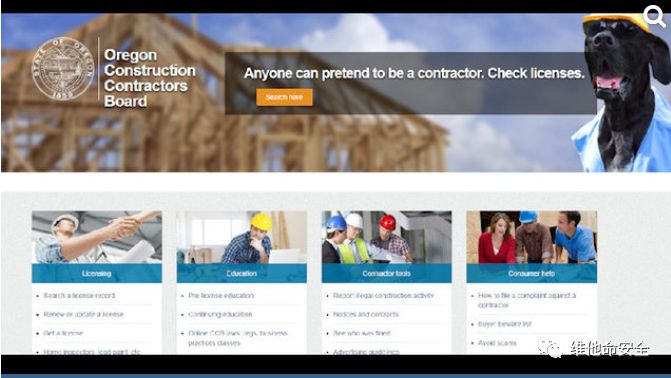 STATE OF OREGON
1859
Oregon
Construction
Contractors
Board
Anyone can pretend to be a contractor. Check licenses.
Search here
Licensing
Search a license record
Renew or update a license
Get a license
Home inspectors, lead paint, etc.
Education
Pre-license education
Continuing education
Online CCB laws, regs, business
practices classes
Contractor tools
Report illegal construction activity
Notices and contracts
See who was fined
Advertising guidelines
Consumer help
How to file a complaint against a
contractor
Buyer beware list
Avoid scams
维他命安全